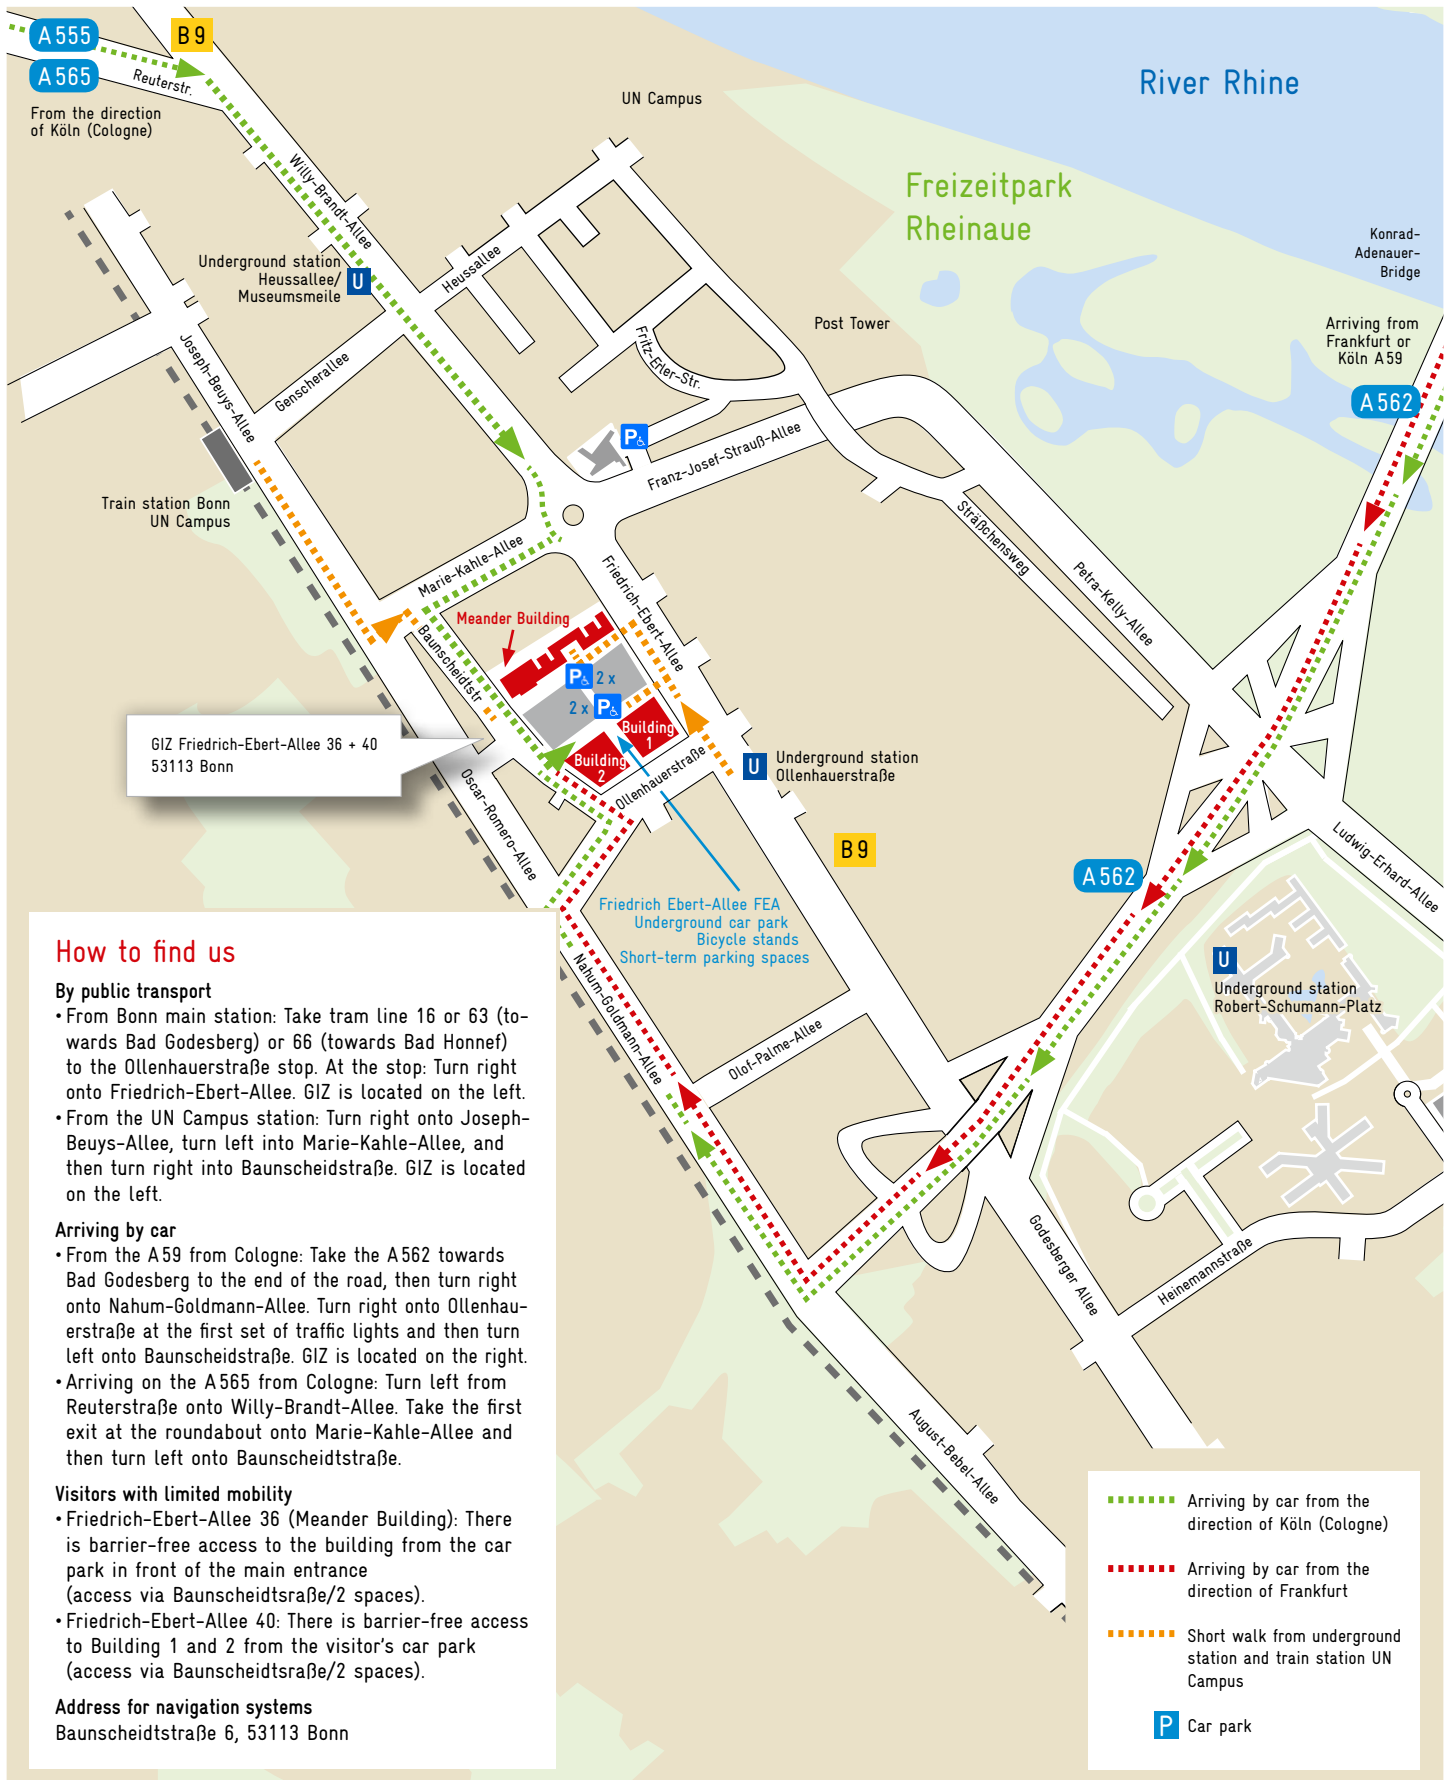 A 555
B 9
A 565
Reuterstr.
From the direction
of Köln (Cologne)
UN Campus
River Rhine
Freizeitpark
Rheinaue
Willy-Brandt-Allee
Konrad-
Adenauer-
Bridge
Underground station
Heussallee/
Museumsmeile
U
Heussallee
Post Tower
Arriving from
Frankfurt or
Köln A 59
A 562
Fritz-Erler-Str.
Joseph-Beuys-Allee
Genscherallee
P
Franz-Josef-Strauß-Allee
Train station Bonn
UN Campus
Sträßchensweg
Marie-Kahle-Allee
Friedrich-Ebert-Allee
Petra-Kelly-Allee
Meander Building
Baunscheidtstr
P 2 x
2 x P
Building
1
GIZ Friedrich-Ebert-Allee 36 + 40
53113 Bonn
Building
2
Ollenhauerstraße
U
Underground station
Ollenhauerstraße
Oscar-Romero-Allee
B 9
A 562
Ludwig-Erhard-Allee
Friedrich Ebert-Allee FEA
Underground car park
Bicycle stands
Short-term parking spaces
U
Underground station
Robert-Schumann-Platz
Nahum-Goldmann-Allee
Olof-Palme-Allee
Godesberger Allee
Heinemannstraße
August-Bebel-Allee
How to find us
By public transport
• From Bonn main station: Take tram line 16 or 63 (to-
wards Bad Godesberg) or 66 (towards Bad Honnef)
to the Ollenhauerstraße stop. At the stop: Turn right
onto Friedrich-Ebert-Allee. GIZ is located on the left.
• From the UN Campus station: Turn right onto Joseph-
Beuys-Allee, turn left into Marie-Kahle-Allee, and
then turn right into Baunscheidstraße. GIZ is located
on the left.
Arriving by car
• From the A 59 from Cologne: Take the A 562 towards
Bad Godesberg to the end of the road, then turn right
onto Nahum-Goldmann-Allee. Turn right onto Ollenhau-
erstraße at the first set of traffic lights and then turn
left onto Baunscheidstraße. GIZ is located on the right.
• Arriving on the A 565 from Cologne: Turn left from
Reuterstraße onto Willy-Brandt-Allee. Take the first
exit at the roundabout onto Marie-Kahle-Allee and
then turn left onto Baunscheidtstraße.
Visitors with limited mobility
• Friedrich-Ebert-Allee 36 (Meander Building): There
is barrier-free access to the building from the car
park in front of the main entrance
(access via Baunscheidtsraße/2 spaces).
• Friedrich-Ebert-Allee 40: There is barrier-free access
to Building 1 and 2 from the visitor's car park
(access via Baunscheidtsraße/2 spaces).
Address for navigation systems
Baunscheidtstraße 6, 53113 Bonn
Arriving by car from the
direction of Köln (Cologne)
Arriving by car from the
direction of Frankfurt
Short walk from underground
station and train station UN
Campus
P Car park